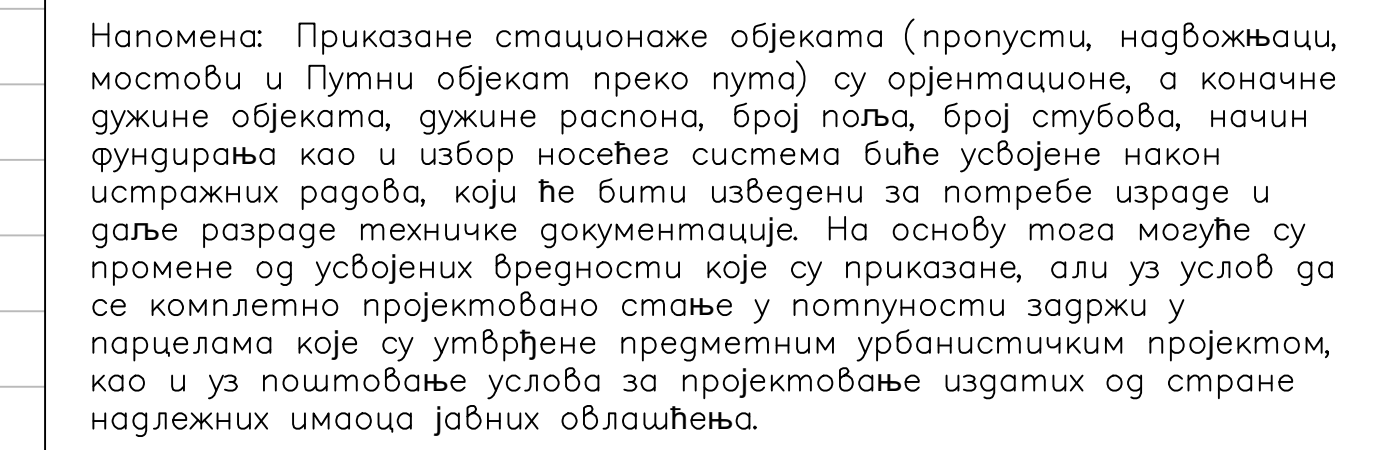 Напомена: Приказане стационаже објеката (пропусти, надвожњаци,
мостови и Путни објекат преко пута) су орјентационе, а коначне
дужине објеката, дужине распона, број поља, број стубова, начин
фундирања као и избор носећег система биће усвојене након
истражних радова, који ће бити изведени за потребе израде и
даље разраде техничке документације. На основу тога могуће су
промене од усвојених вредности које су приказане, али уз услов да
се комплетно пројектовано стање у потпуности задржи у
парцелама које су утврђене предметним урбанистичким пројектом,
као и уз поштовање услова за пројектовање издатих од стране
надлежних имаоца јавних овлашћења.